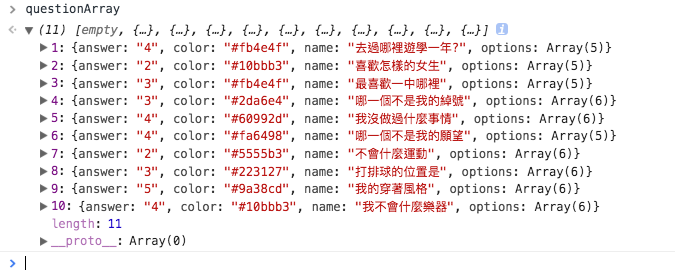 questionArray
(11) [empty, {…}, {…}, {…}, {…}, {…}, {…}, {…}, {…}, {…}, {…}] i
1: {answer: "4", color: "#fb4e4f", name: "去過哪裡遊學一年?", options: Array(5)}
2: {answer: "2", color: "#10bbb3", name: "喜歡怎樣的女生", options: Array(5)}
3: {answer: "3", color: "#fb4e4f", name: "最喜歡一中哪裡", options: Array(5)}
4: {answer: "3", color: "#2da6e4", name: "哪一個不是我的綽號", options: Array(6)}
5: {answer: "4", color: "#60992d", name: "我沒做過什麼事情", options: Array(6)}
6: {answer: "4", color: "#fa6498", name: "哪一個不是我的願望", options: Array(5)}
7: {answer: "2", color: "#5555b3", name: "不會什麼運動", options: Array(6)}
8: {answer: "3", color: "#223127", name: "打排球的位置是", options: Array(6)}
9: {answer: "5", color: "#9a38cd", name: "我的穿著風格", options: Array(6)}
10: {answer: "4", color: "#10bbb3", name: "我不會什麼樂器", options: Array(6)}
length: 11
__proto__: Array(0)